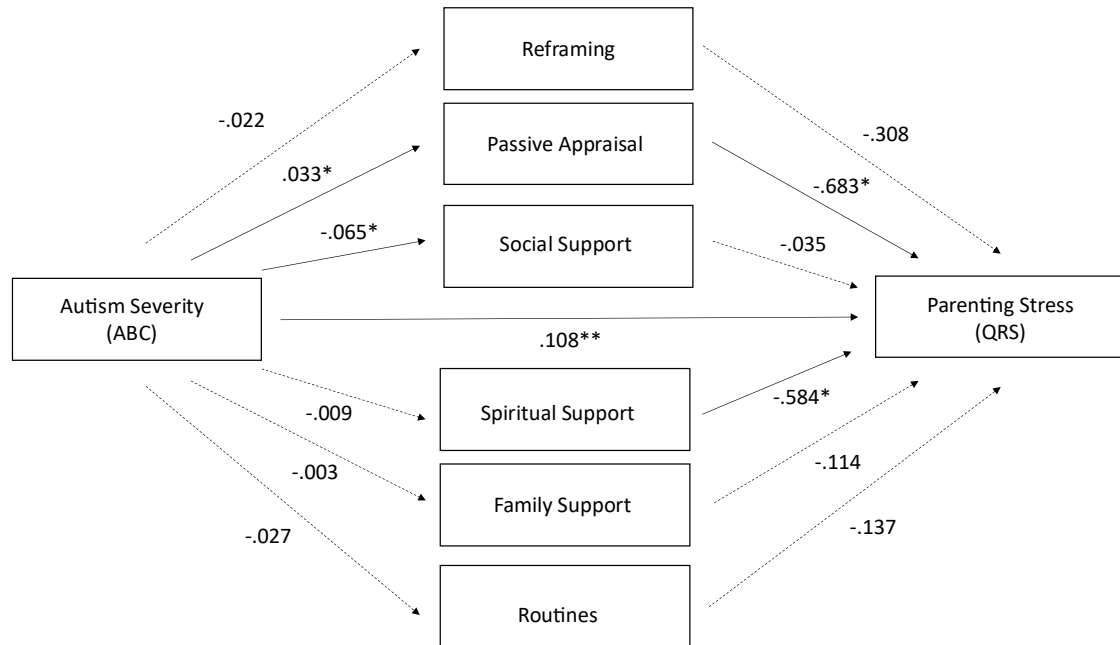 Reframing
-.022
-.308
Passive Appraisal
.033*
-.683*
Social Support
-.065*
-.035
Autism Severity
(ABC)
Parenting Stress
(QRS)
.108**
Spiritual Support
-.009
-.584*
Family Support
-.003
-.114
-.027
-.137
Routines